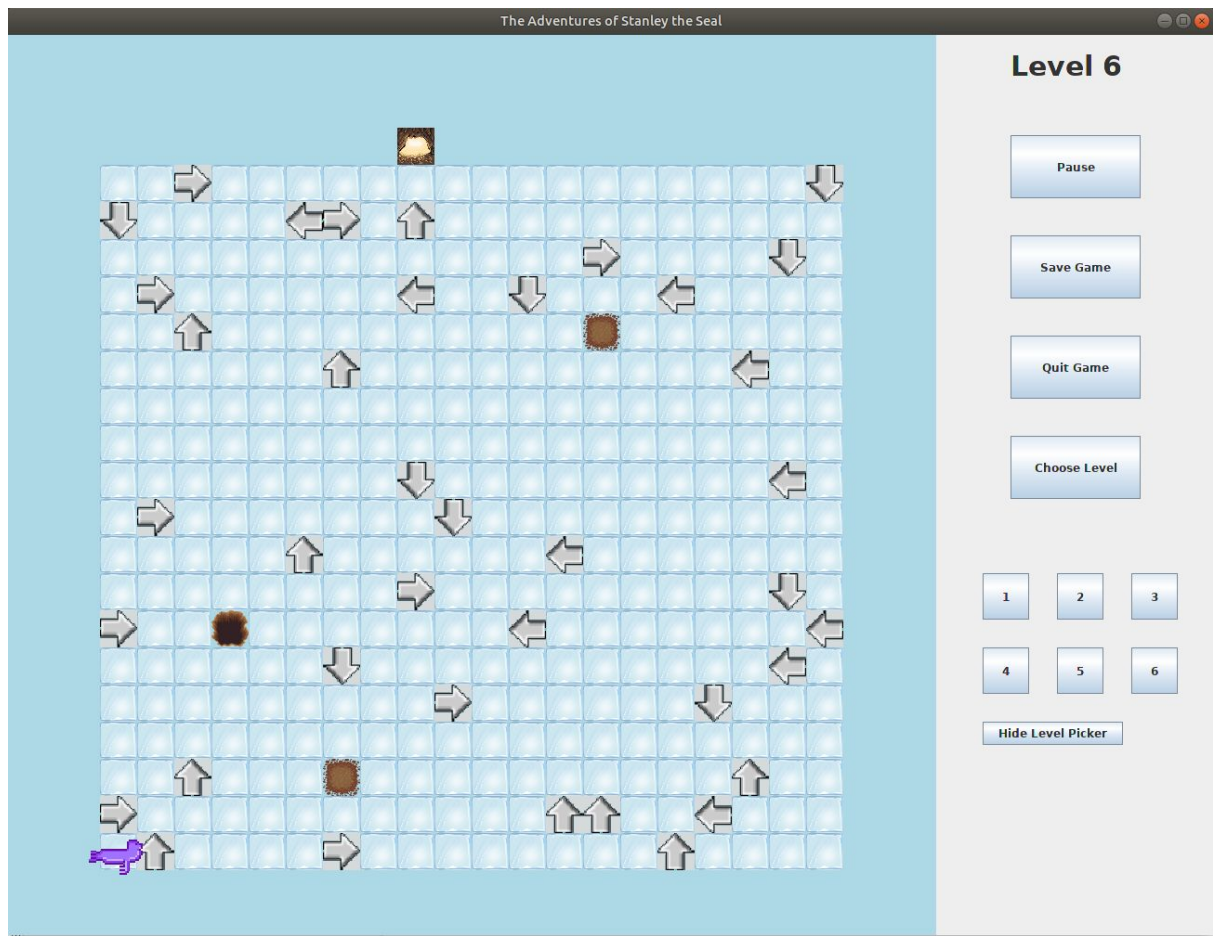 The Adventures of Stanley the Seal
Level 6
Pause
Save Game
Quit Game
Choose Level
1 2 3
4 5 6
Hide Level Picker